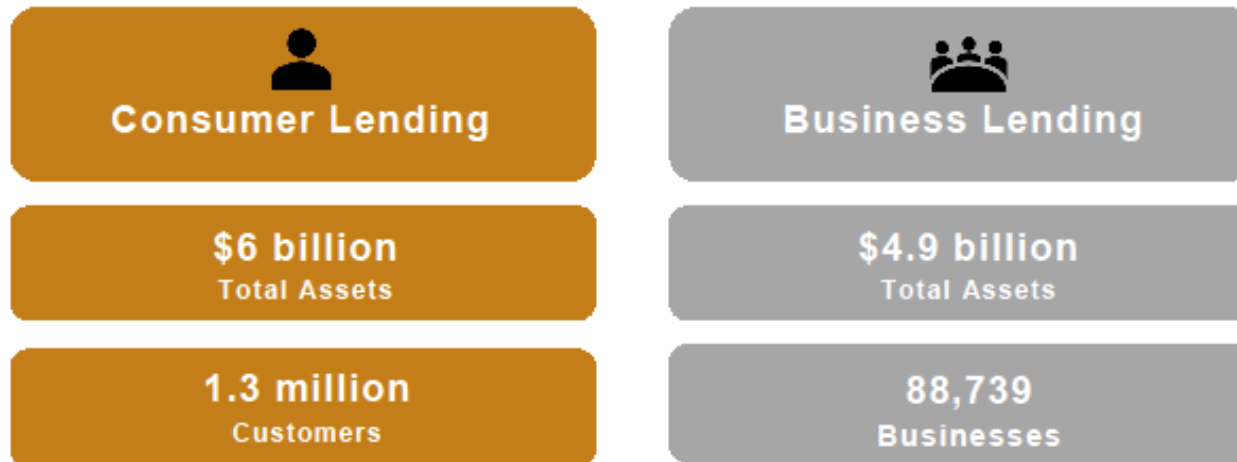 Consumer Lending
$6 billion
Total Assets
1.3 million
Customers
Business Lending
$4.9 billion
Total Assets
88,739
Businesses